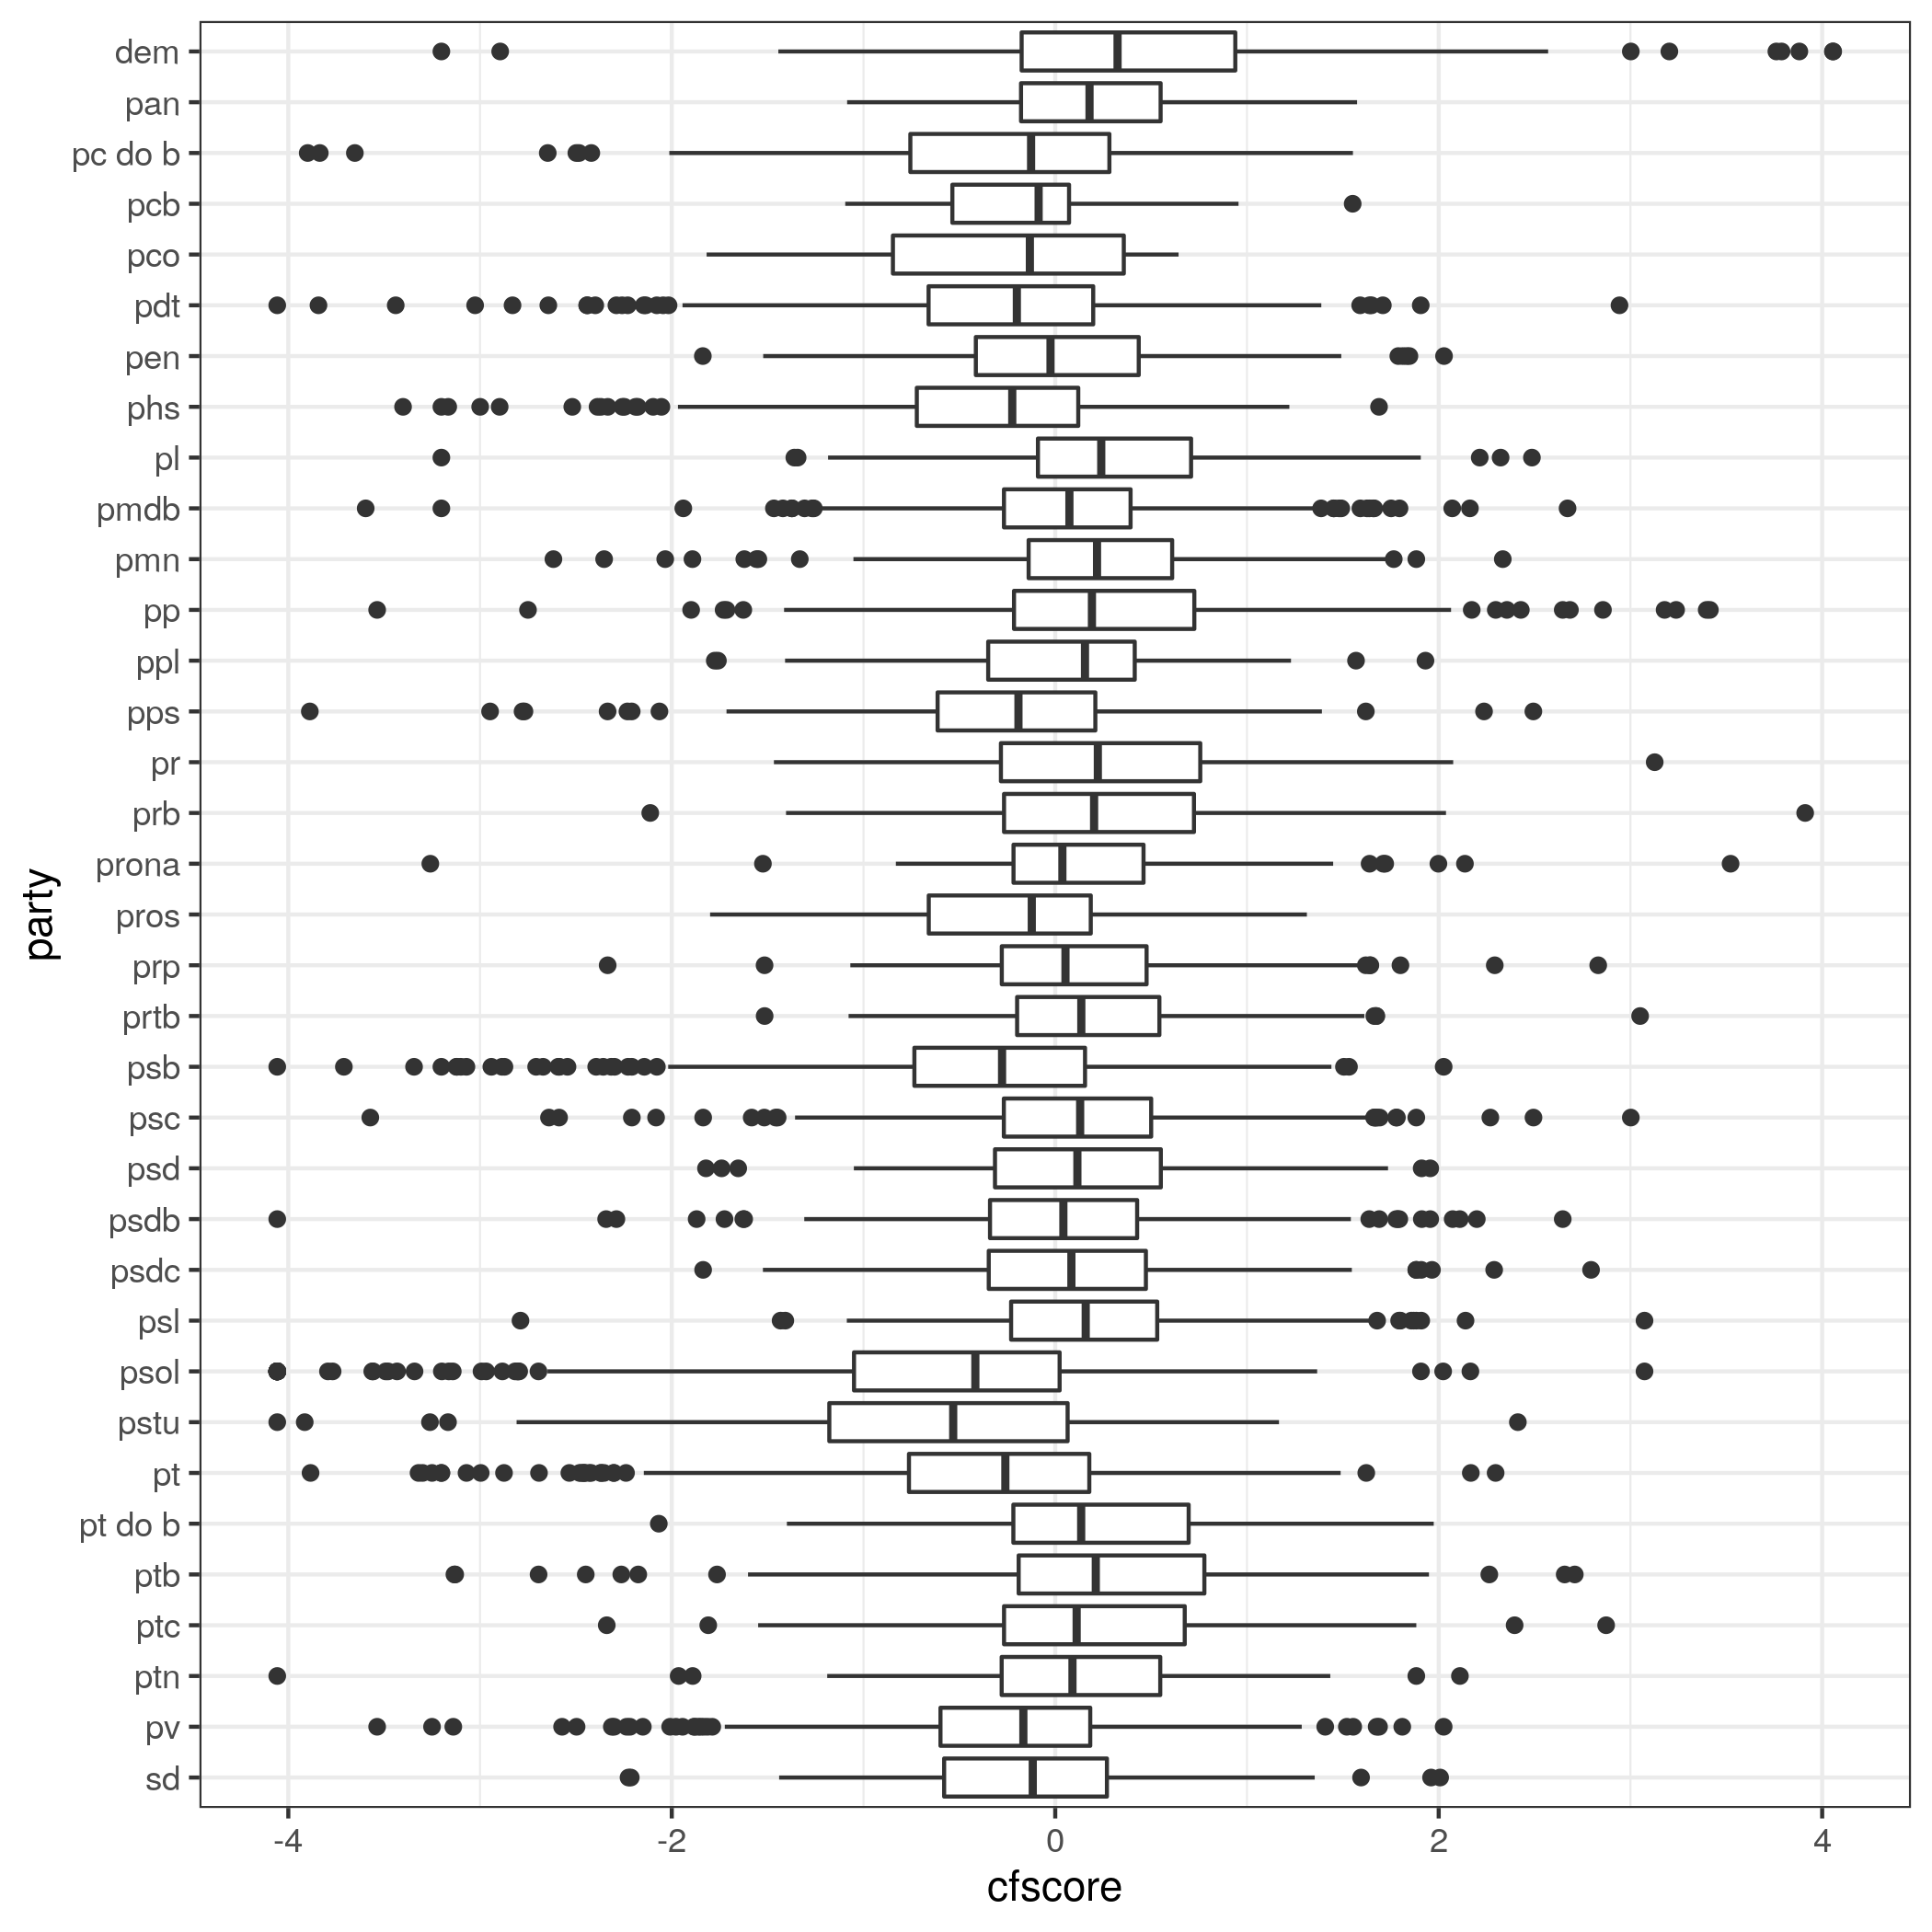 dem
pan
pc do b
pcb
pco
pdt
pen
phs
pl
pmdb
pmn
pp
ppl
pps
pr
prb
prona
pros
prp
prtb
psb
psc
psd
psdb
psdc
psl
psol
pstu
pt
pt do b
ptb
ptc
ptn
pv
sd
party
-4 -2 0 2 4
cfscore